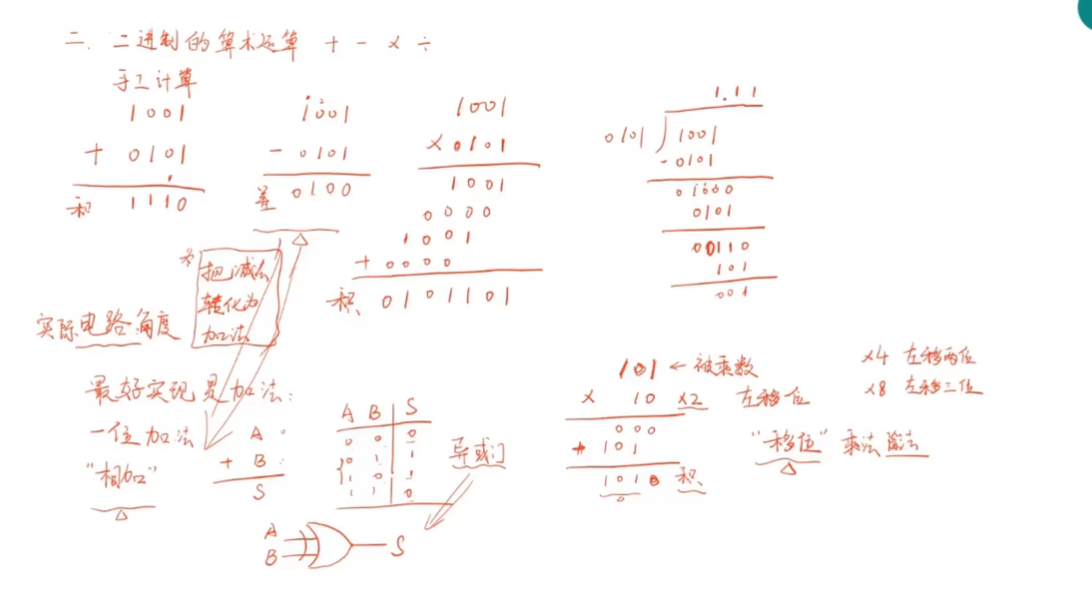 二、二进制的算术运算 + - × ÷
手工计算
1001
+ 0101
和 1110
1001
- 0101
差 0100
1001
×0101
1001
0000
1001
+ 0000
积 0101101
1.11
0101 1001
-0101
01000
0101
00110
101
001
把减法
转化为
加法
实际电路角度
最好实现是加法:
一位加法
"相加"
A
+ B
S
A B S
0 0 0
0 1 1
1 0 1
1 1 0
异或门
A
B
S
101 ← 被乘数
× 10 ×2 左移一位
000
+ 101
1010 积
×4 左移两位
×8 左移三位
"移位" 乘法 除法